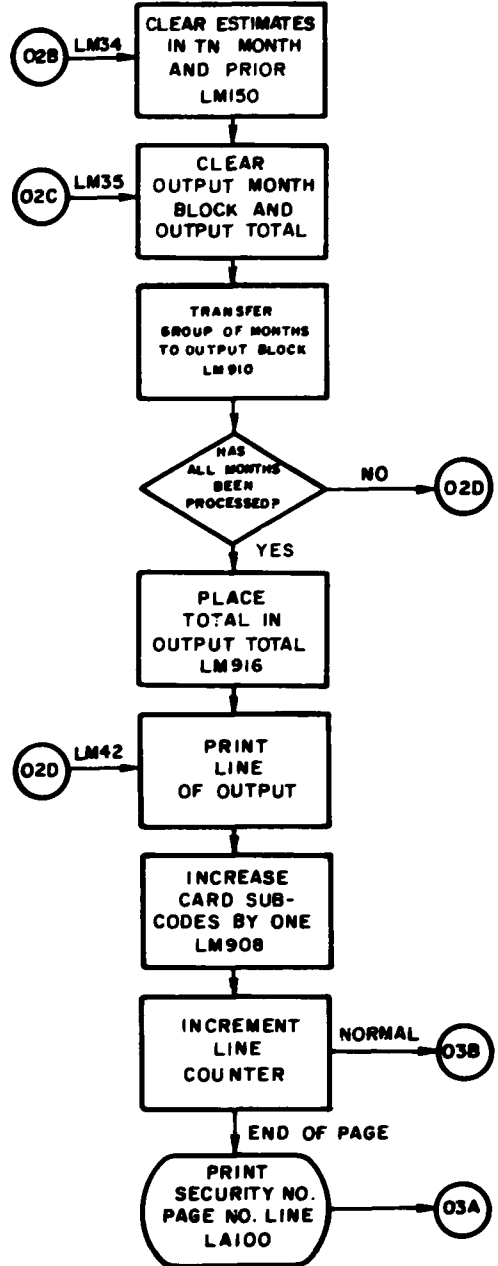 02B
LM34
CLEAR ESTIMATES
IN TN MONTH
AND PRIOR
LM150
02C
LM35
CLEAR
OUTPUT MONTH
BLOCK AND
OUTPUT TOTAL
TRANSFER
GROUP OF MONTHS
TO OUTPUT BLOCK
LM910
HAS
ALL MONTHS
BEEN
PROCESSED?
NO
02D
YES
PLACE
TOTAL IN
OUTPUT TOTAL
LM916
02D
LM42
PRINT
LINE
OF OUTPUT
INCREASE
CARD SUB-
CODES BY ONE
LM908
INCREMENT
LINE
COUNTER
NORMAL
03B
END OF PAGE
PRINT
SECURITY NO.
PAGE NO. LINE
LA100
03A